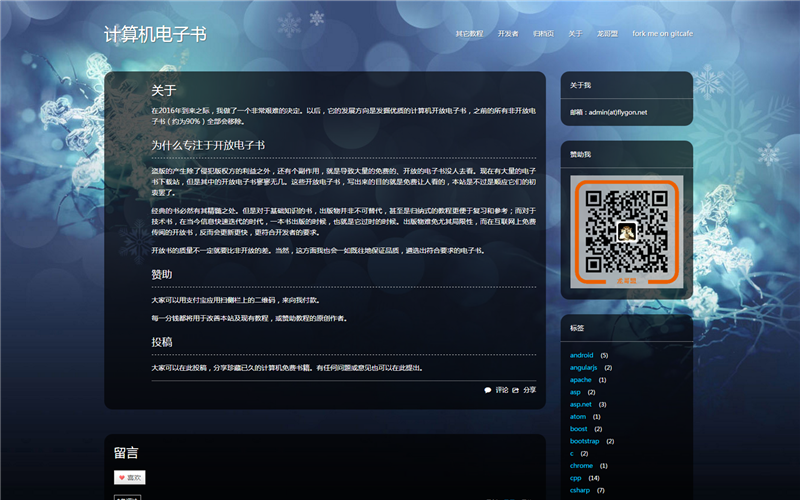 计算机电子书
其它教程 开发者 归档页 关于 龙哥盟 fork me on gitcafe
关于
在2016年到来之际，我做了一个非常艰难的决定。以后，它的发展方向是发掘优质的计算机开放电子书，之前的所有非开放电
子书（约为90%）全部会移除。
为什么专注于开放电子书
盗版的产生除了侵犯版权方的利益之外，还有个副作用，就是导致大量的免费的、开放的电子书没人去看。现在有大量的电子
书下载站，但是其中的开放电子书寥寥无几。这些开放电子书，写出来的目的就是免费让人看的，本站是不过是顺应它们的初
衷罢了。
经典的书必然有其精髓之处。但是对于基础知识的书，出版物并非不可替代，甚至是归纳式的教程更便于复习和参考；而对于
技术书，在当今信息快速迭代的时代，一本书出版的时候，也就是它过时的时候。出版物难免尤其局限性，而在互联网上免费
传阅的开放书，反而会更新更快，更符合开发者的要求。
开放书的质量不一定就要比非开放的差。当然，这方面我也会一如既往地保证品质，遴选出符合要求的电子书。
赞助
大家可以用支付宝应用扫侧栏上的二维码，来向我付款。
每一分钱都将用于改善本站及现有教程，或赞助教程的原创作者。
投稿
大家可以在此投稿，分享珍藏已久的计算机免费书籍。有任何问题或意见也可以在此提出。
评论 分享
留言
喜欢
关于我
邮箱：admin(at)flygon.net
赞助我
标签
android (5)
angularjs (2)
apache (1)
asp (2)
asp.net (3)
atom (1)
boost (2)
bootstrap (2)
c (2)
chrome (1)
cpp (14)
csharp (7)